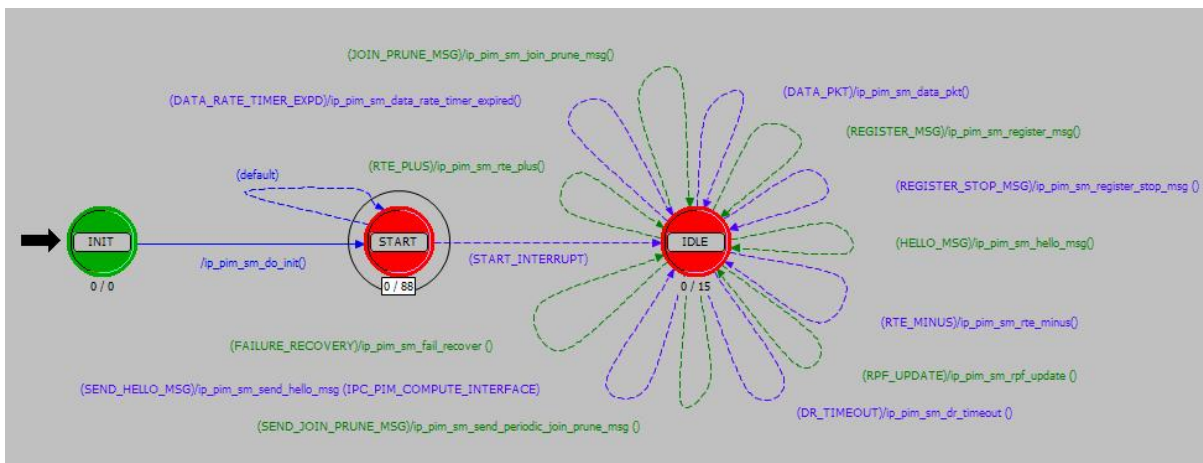 (JOIN_PRUNE_MSG)/ip_pim_sm_join_prune_msg()
(DATA_RATE_TIMER_EXPD)/ip_pim_sm_data_rate_timer_expired()
(DATA_PKT)/ip_pim_sm_data_pkt()
(REGISTER_MSG)/ip_pim_sm_register_msg()
(RTE_PLUS)/ip_pim_sm_rte_plus()
(default)
(REGISTER_STOP_MSG)/ip_pim_sm_register_stop_msg ()
INIT
START
IDLE
(HELLO_MSG)/ip_pim_sm_hello_msg()
/ip_pim_sm_do_init()
(START_INTERRUPT)
0 / 0
0 / 88
0 / 15
(RTE_MINUS)/ip_pim_sm_rte_minus()
(FAILURE_RECOVERY)/ip_pim_sm_fail_recover ()
(RPF_UPDATE)/ip_pim_sm_rpf_update ()
(SEND_HELLO_MSG)/ip_pim_sm_send_hello_msg (IPC_PIM_COMPUTE_INTERFACE)
(DR_TIMEOUT)/ip_pim_sm_dr_timeout ()
(SEND_JOIN_PRUNE_MSG)/ip_pim_sm_send_periodic_join_prune_msg ()